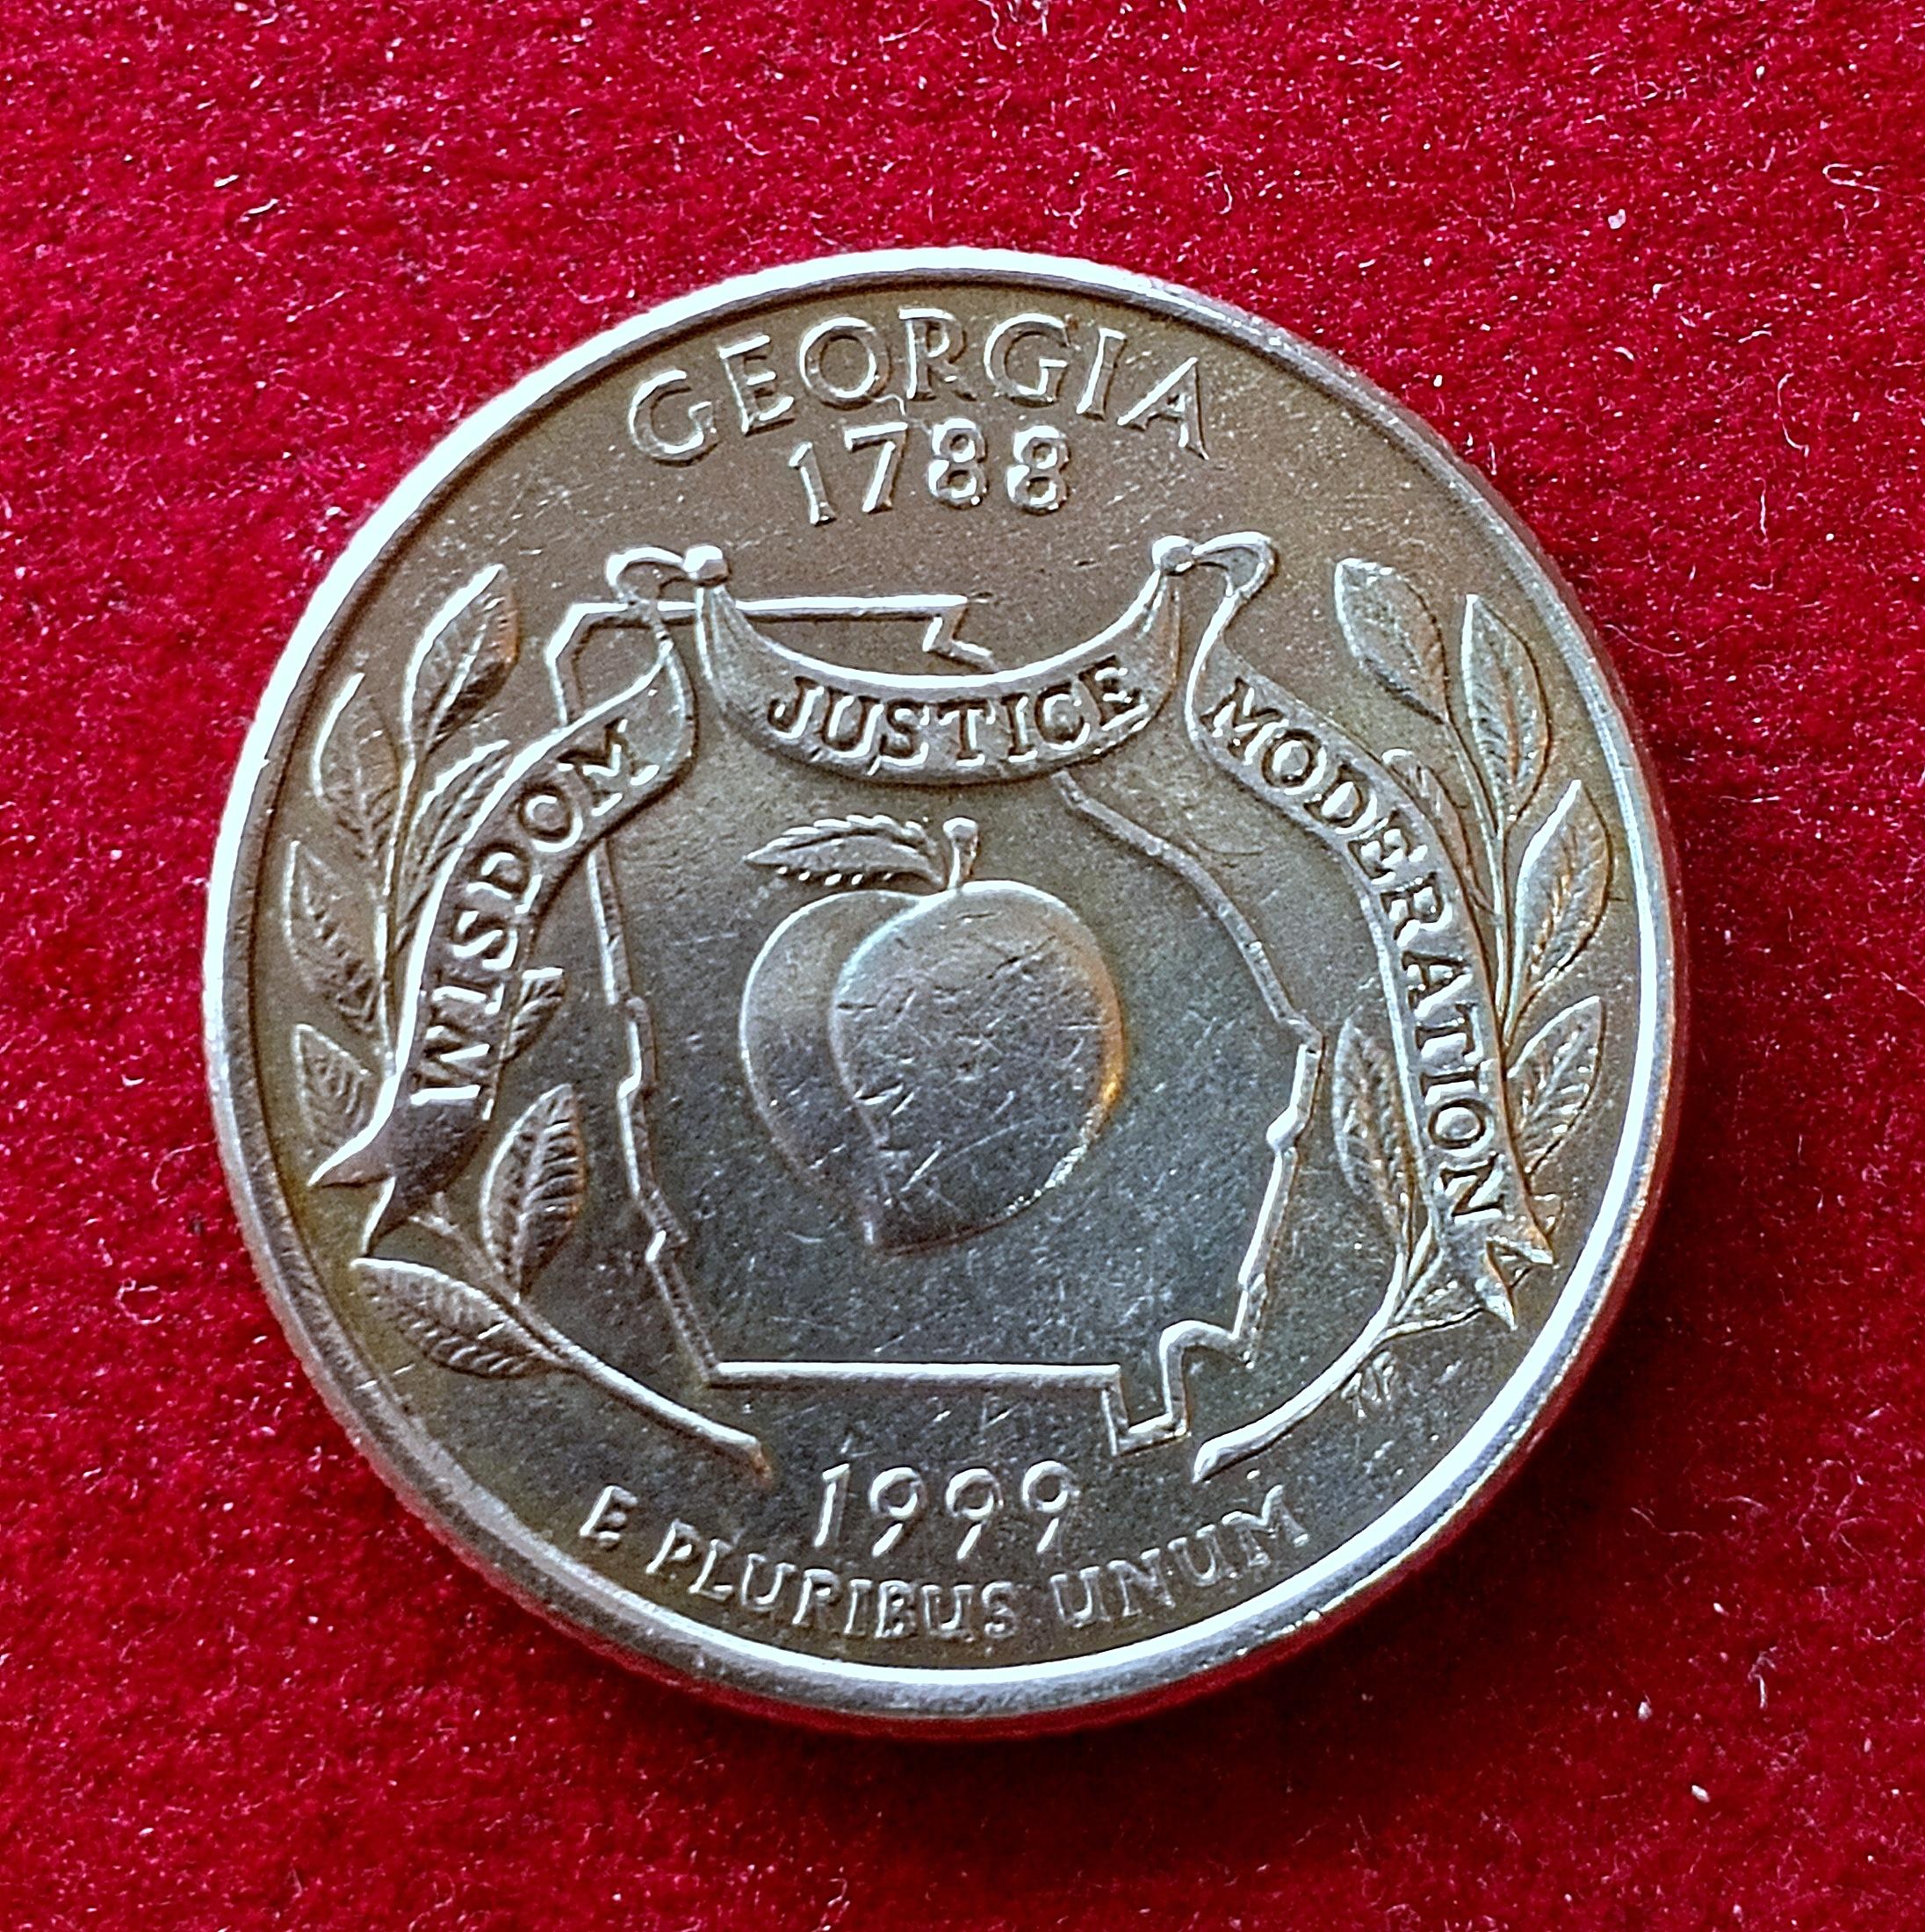 GEORGIA
1788
WISDOM
JUSTICE
MODERATION
1999
E PLURIBUS UNUM